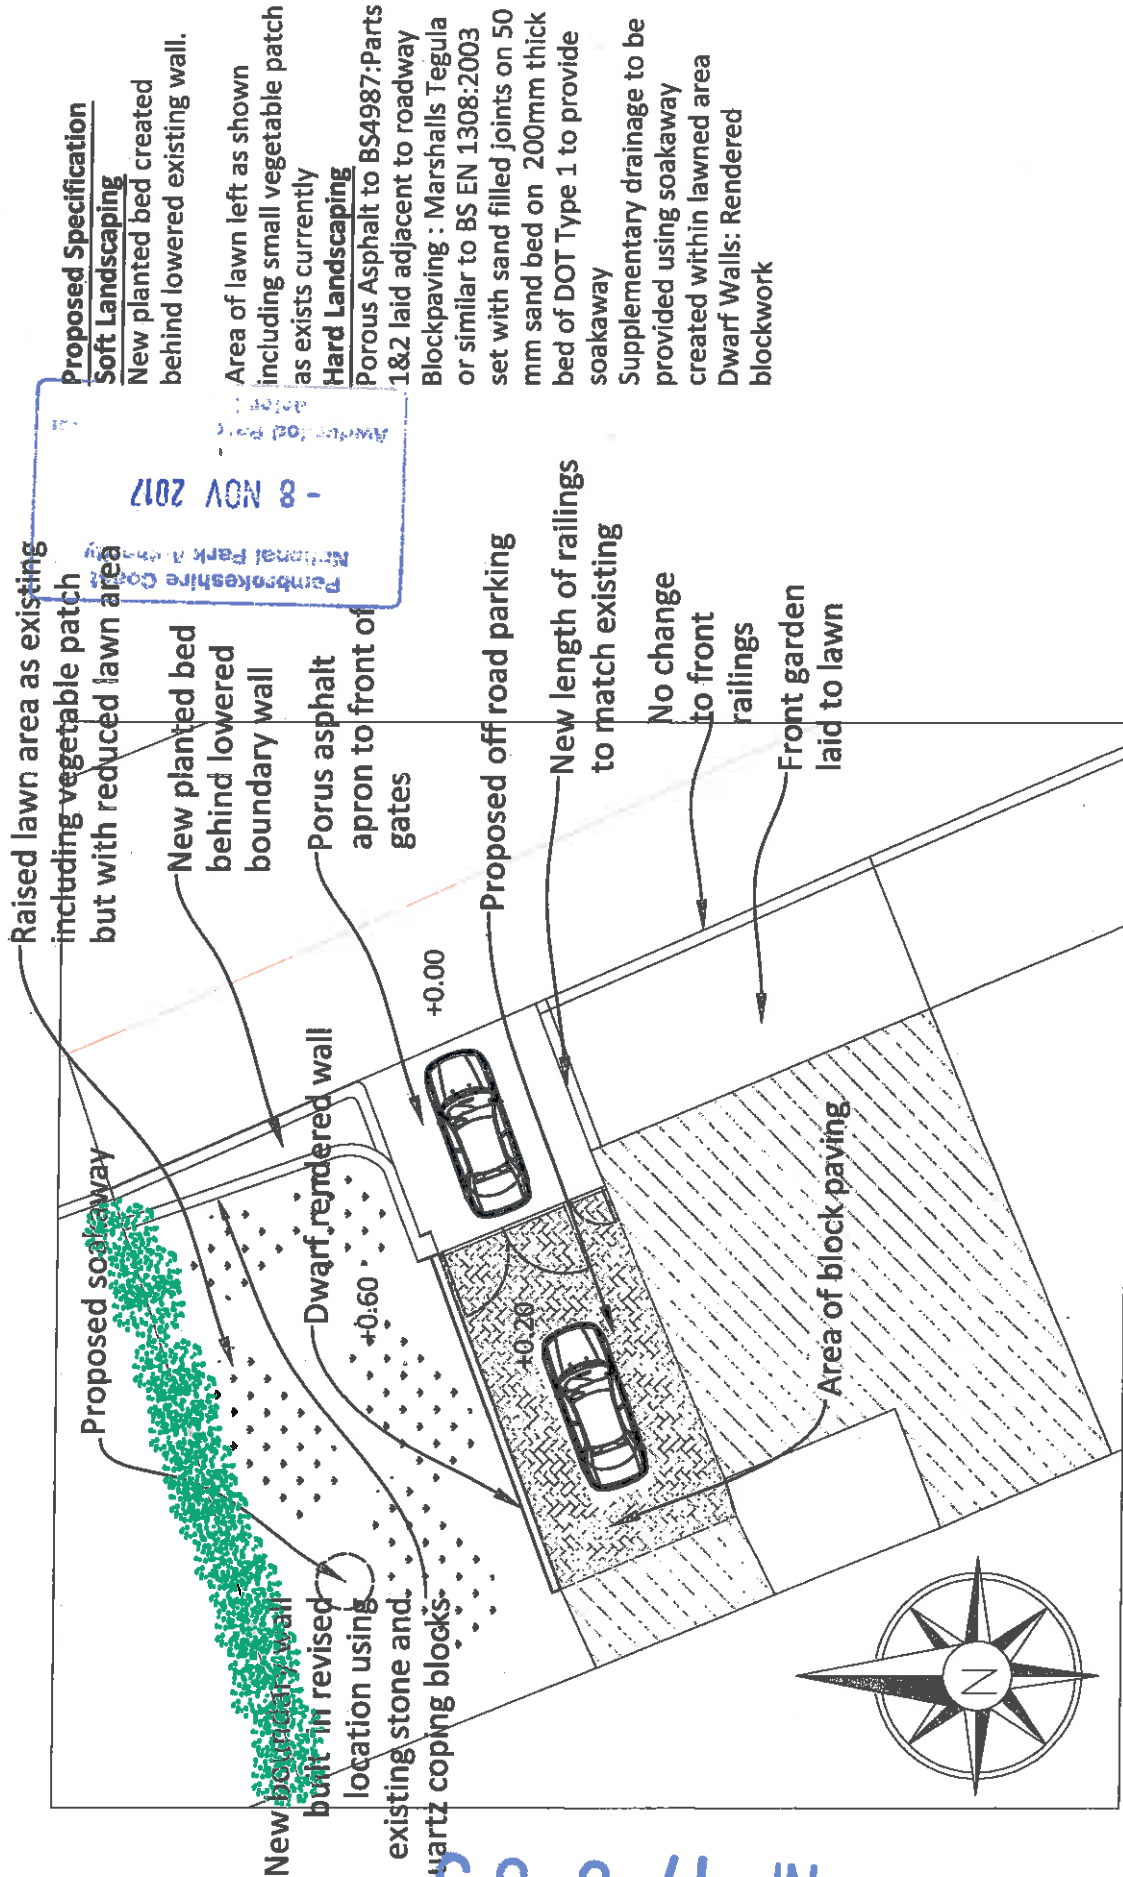 Proposed Specification
Soft Landscaping
New planted bed created
behind lowered existing wall.
Area of lawn left as shown
including small vegetable patch
as exists currently
Hard Landscaping
Porous Asphalt to BS4987:Parts
1&2 laid adjacent to roadway
Blockpaving : Marshalls Tegula
or similar to BS EN 1308:2003
set with sand filled joints on 50
mm sand bed on 200mm thick
bed of DOT Type 1 to provide
soakaway
Supplementary drainage to be
provided using soakaway
created within lawned area
Dwarf Walls: Rendered
blockwork
Pembrokeshire Coast
National Park Authority
- 8 NOV 2017
Raised lawn area as existing
including vegetable patch
but with reduced lawn area
New planted bed
behind lowered
boundary wall
Porus asphalt
apron to front of
gates
Proposed off road parking
New length of railings
to match existing
No change
to front
railings
Front garden
laid to lawn
Proposed soakaway
Dwarf rendered wall
+0.00
+0.60
+0.20
Area of block paving
New boundary wall
built in revised
location using
existing stone and
uartz coping blocks
N